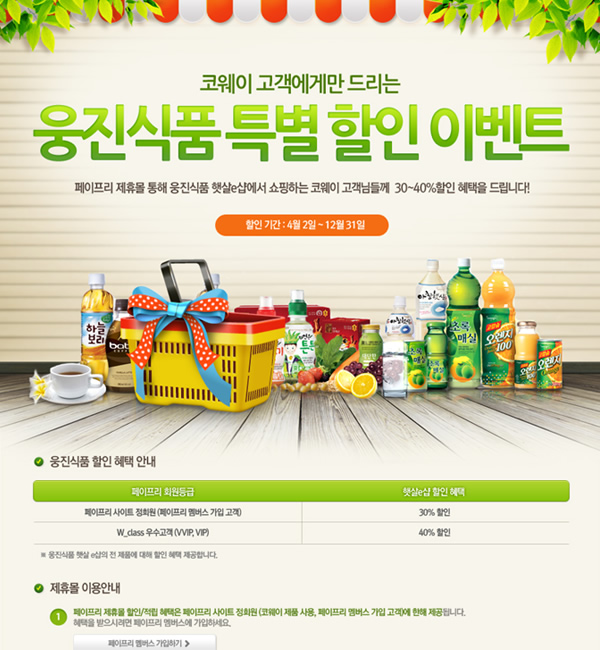 코웨이 고객에게만 드리는
웅진식품 특별 할인 이벤트
페이프리 제휴몰 통해 웅진식품 햇살e샵에서 쇼핑하는 코웨이 고객님들께 30~40%할인 혜택을 드립니다!
할인 기간 : 4월 2일 ~ 12월 31일
하늘
보리
아침햇살
초록
매실
오렌지
100
웅진식품 할인 혜택 안내
페이프리 회원등급 햇살e샵 할인 혜택
페이프리 사이트 정회원 (페이프리 멤버스 가입 고객) 30% 할인
W_class 우수고객 (VVIP, VIP) 40% 할인
※ 웅진식품 햇살 e샵의 전 제품에 대해 할인 혜택 제공합니다.
제휴몰 이용안내
1 페이프리 제휴몰 할인/적립 혜택은 페이프리 사이트 정회원 (코웨이 제품 사용, 페이프리 멤버스 가입 고객)에 한해 제공됩니다.
혜택을 받으시려면 페이프리 멤버스에 가입하세요.
페이프리 멤버스 가입하기 >